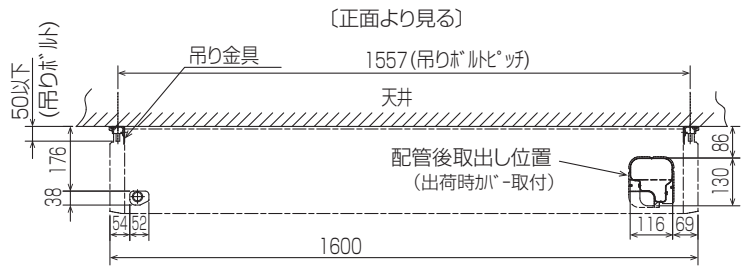 〔正面より見る〕
吊り金具
1557(吊りボルトピッチ)
天井
50以下
(吊りボルト)
176
38
54
52
1600
配管後取出し位置
(出荷時カバー取付)
86
130
116
69